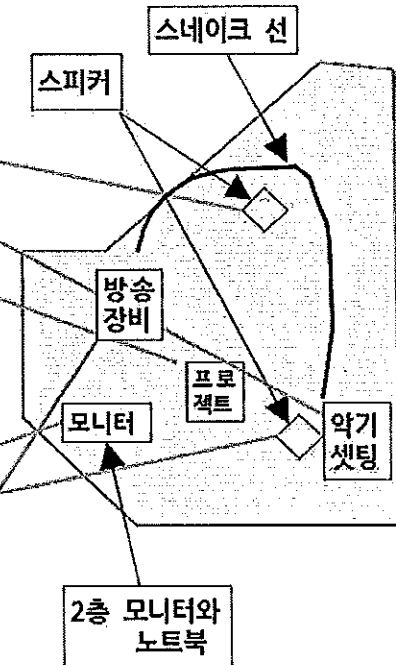 스네이크 선
스피커
방송
장비
프로
젝트
모니터
악기
셋팅
2층 모니터와
노트북